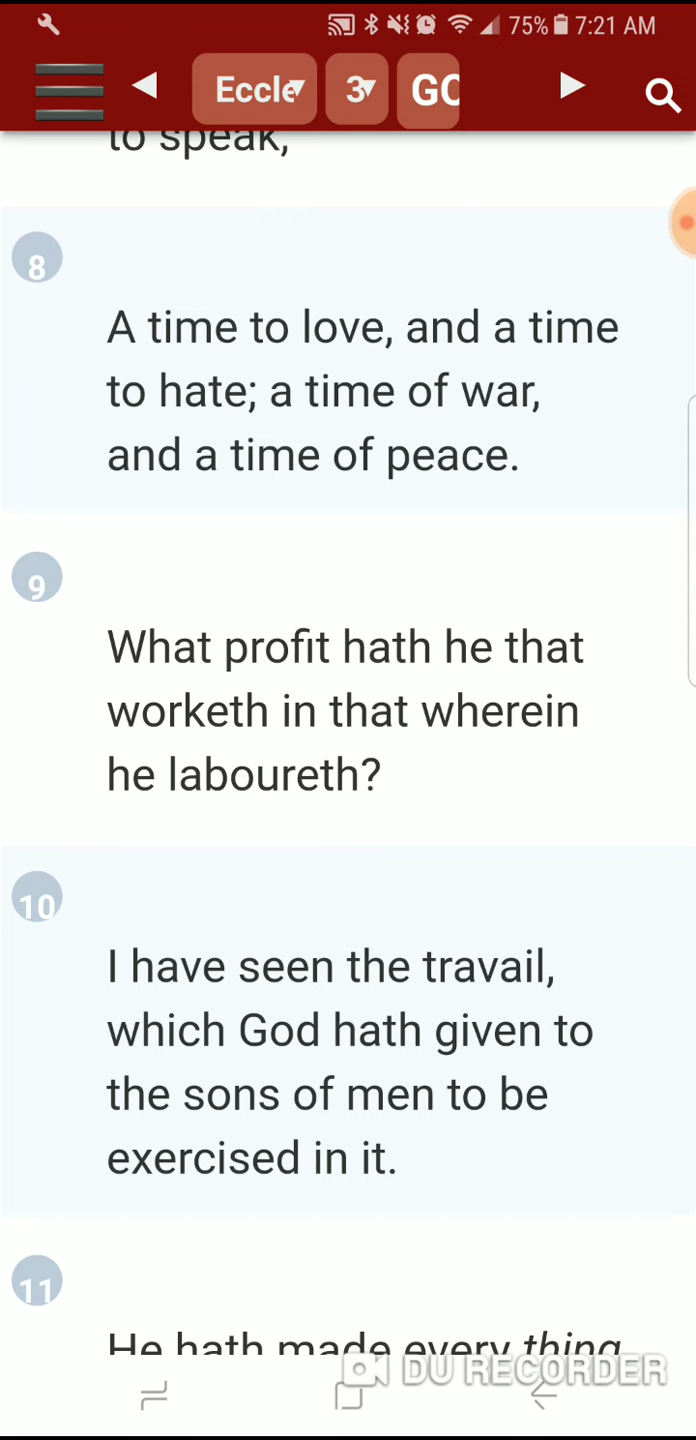 75% 7:21 AM
Eccle 3 GO
to speak,
8
A time to love, and a time
to hate; a time of war,
and a time of peace.
9
What profit hath he that
worketh in that wherein
he laboureth?
10
I have seen the travail,
which God hath given to
the sons of men to be
exercised in it.
11
He hath made every thing
DU RECORDER